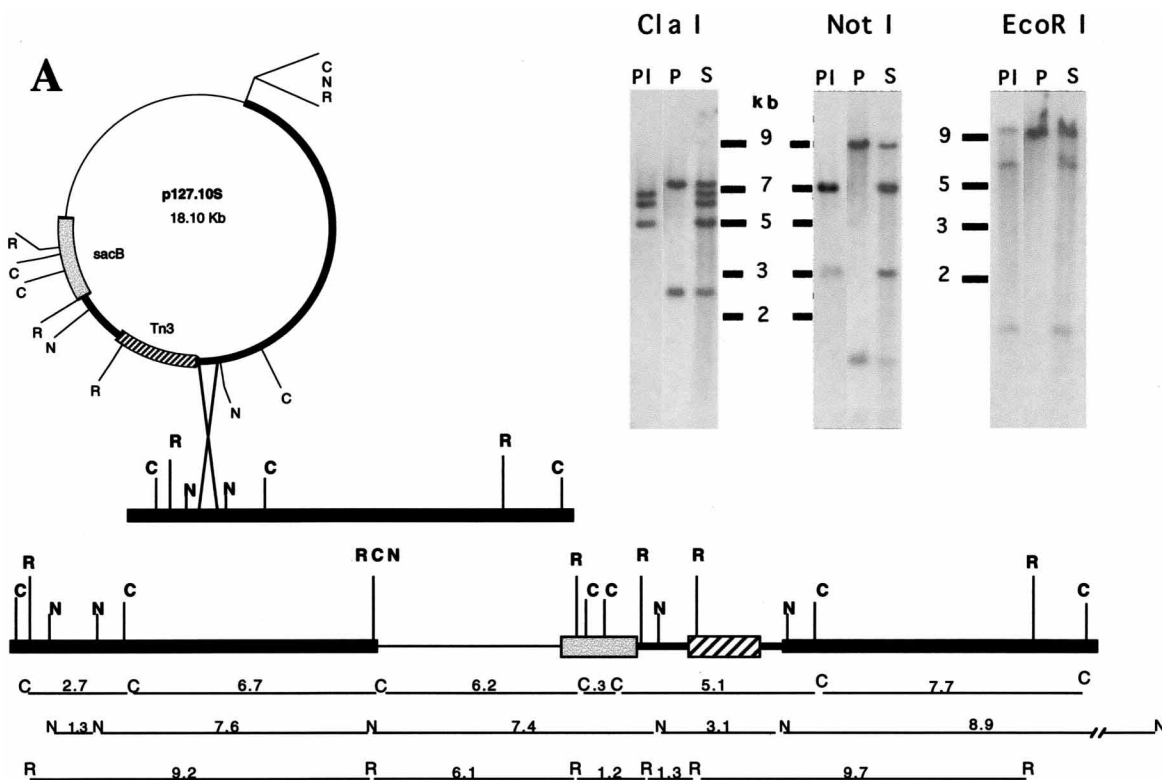 A
C
N
R
p127.10S
18.10 Kb
R
sacB
C
C
R
N
Tn3
R
N
C
Cla I
Not I
EcoR I
Pl P S
Pl P S
Pl P S
kb
9
7
5
3
2
9
5
3
2
C R N N C R C
C R N N C R C N R C C R N R N C R C
C 2.7 C 6.7 C 6.2 C .3 C 5.1 C 7.7 C
N 1.3 N 7.6 N 7.4 N 3.1 N 8.9 N
R 9.2 R 6.1 R 1.2 R 1.3 R 9.7 R